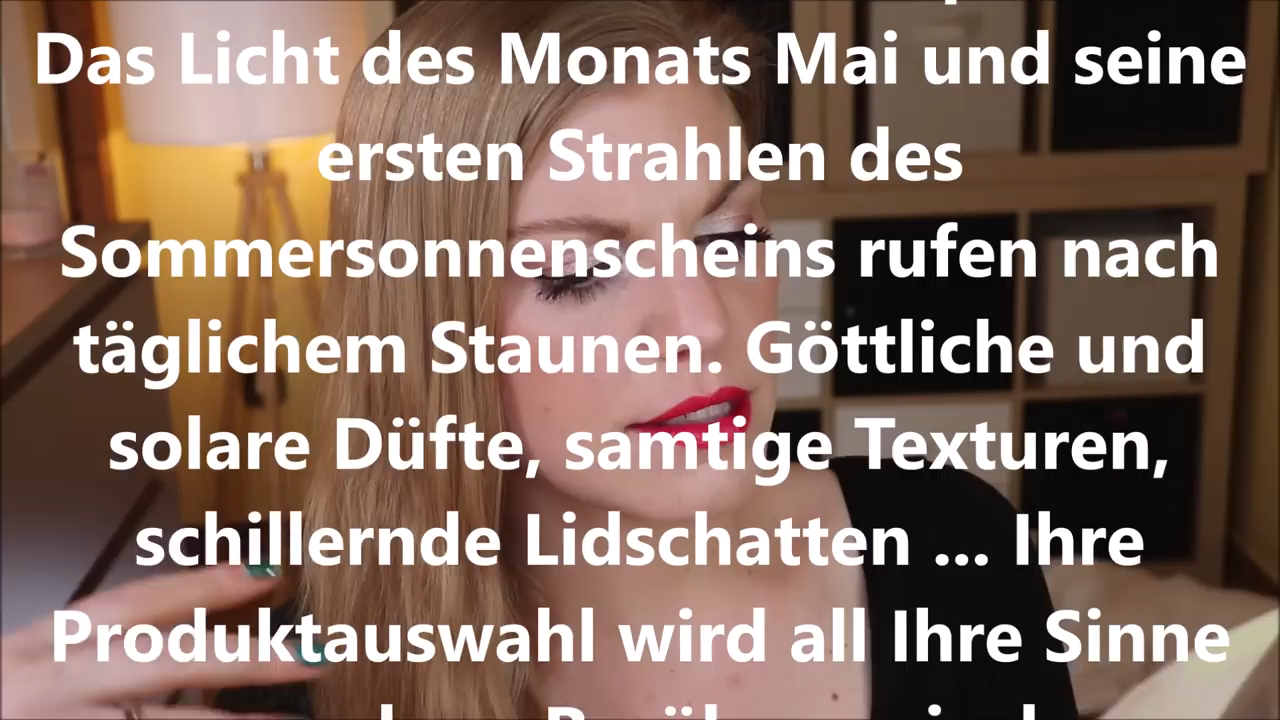 Das Licht des Monats Mai und seine
ersten Strahlen des
Sommersonnenscheins rufen nach
täglichem Staunen. Göttliche und
solare Düfte, samtige Texturen,
schillernde Lidschatten ... Ihre
Produktauswahl wird all Ihre Sinne